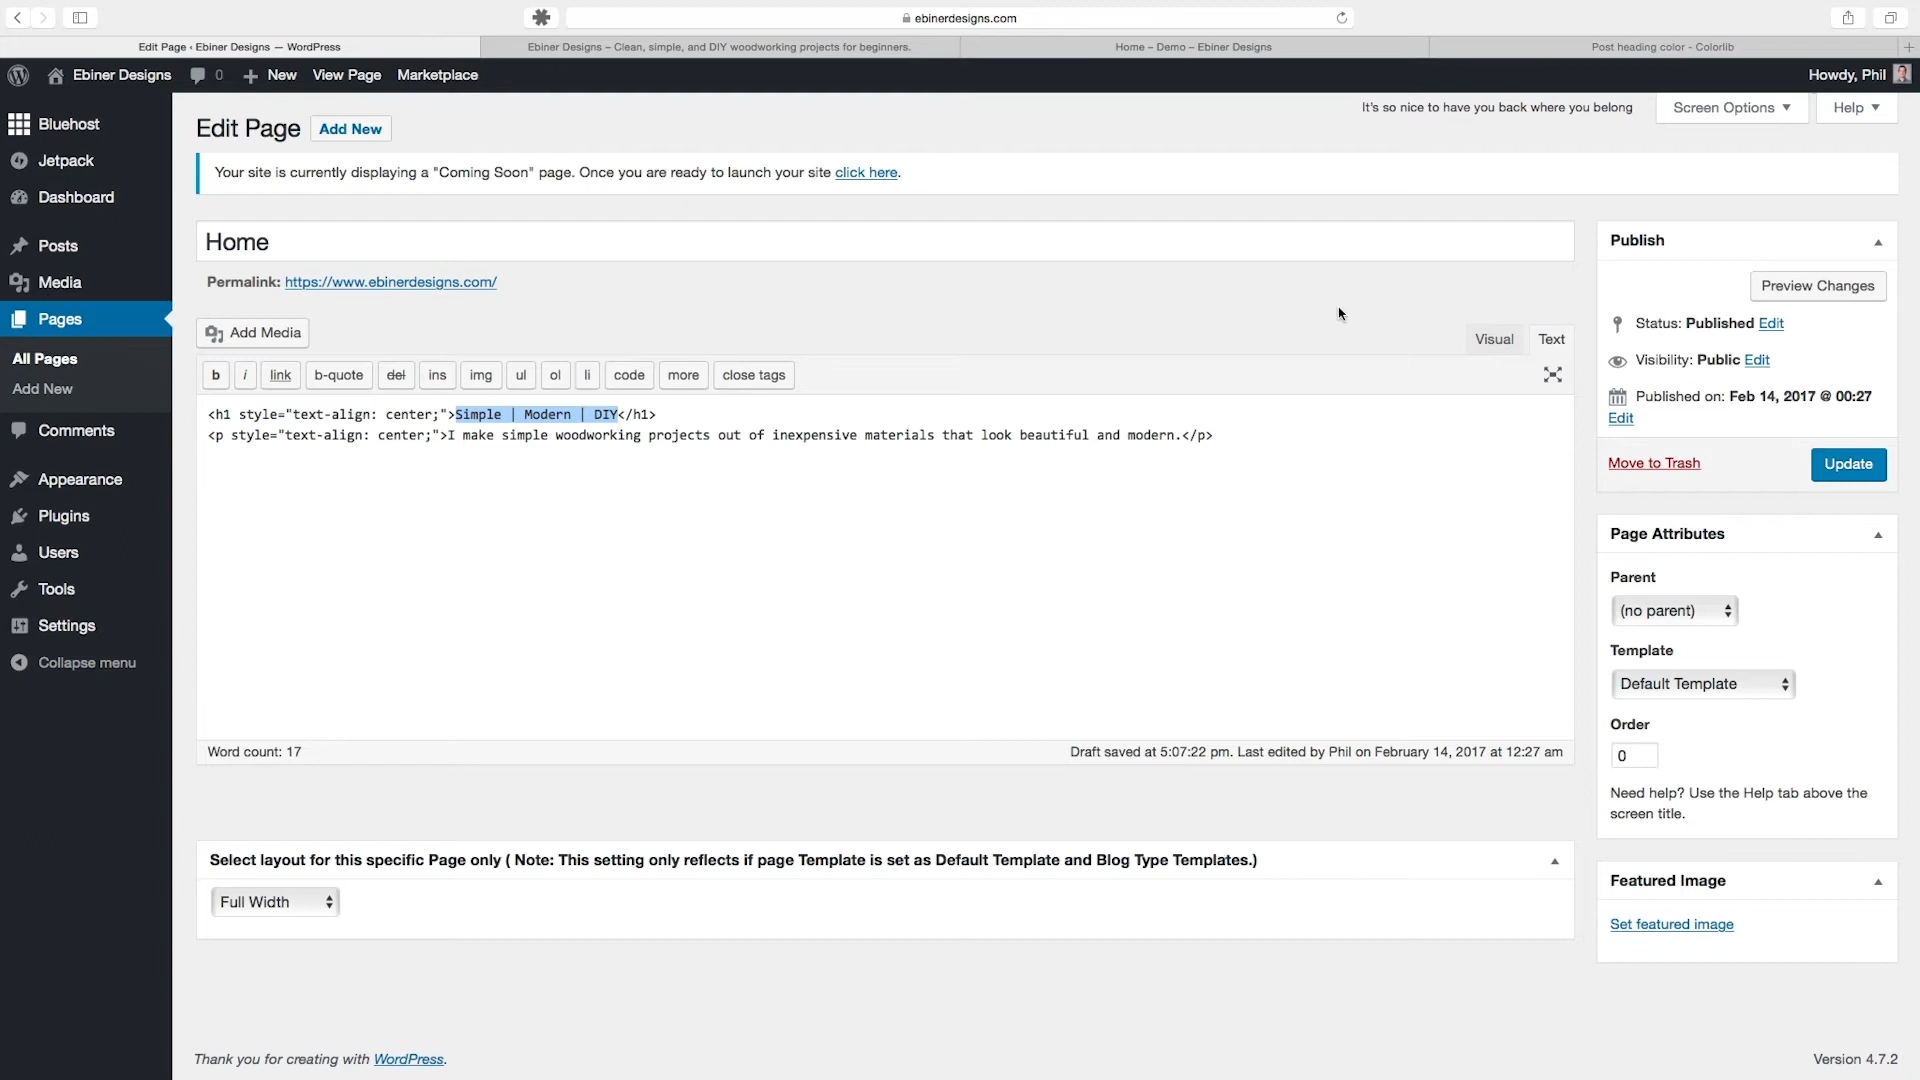 ebinerdesigns.com
Edit Page ‹ Ebiner Designs — WordPress
Ebiner Designs – Clean, simple, and DIY woodworking projects for beginners.
Home – Demo – Ebiner Designs
Post heading color - Colorlib
Ebiner Designs
0
New
View Page
Marketplace
Howdy, Phil
Bluehost
Jetpack
Dashboard
Posts
Media
Pages
All Pages
Add New
Comments
Appearance
Plugins
Users
Tools
Settings
Collapse menu
It's so nice to have you back where you belong
Screen Options
Help
Edit Page
Add New
Your site is currently displaying a "Coming Soon" page. Once you are ready to launch your site click here.
Home
Permalink: https://www.ebinerdesigns.com/
Add Media
Visual
Text
b
i
link
b-quote
del
ins
img
ul
ol
li
code
more
close tags
<h1 style="text-align: center;">Simple | Modern | DIY</h1>
<p style="text-align: center;">I make simple woodworking projects out of inexpensive materials that look beautiful and modern.</p>
Word count: 17
Draft saved at 5:07:22 pm. Last edited by Phil on February 14, 2017 at 12:27 am
Select layout for this specific Page only ( Note: This setting only reflects if page Template is set as Default Template and Blog Type Templates.)
Full Width
Publish
Preview Changes
Status: Published Edit
Visibility: Public Edit
Published on: Feb 14, 2017 @ 00:27
Edit
Move to Trash
Update
Page Attributes
Parent
(no parent)
Template
Default Template
Order
0
Need help? Use the Help tab above the
screen title.
Featured Image
Set featured image
Thank you for creating with WordPress.
Version 4.7.2